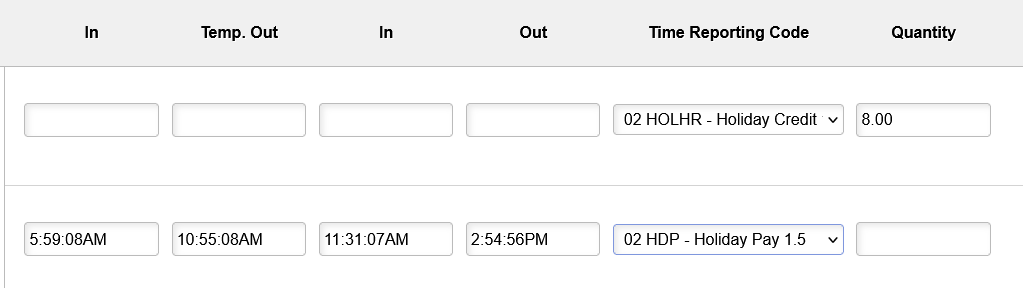 In Temp. Out In Out Time Reporting Code Quantity
02 HOLHR - Holiday Credit 8.00
5:59:08AM 10:55:08AM 11:31:07AM 2:54:56PM 02 HDP - Holiday Pay 1.5